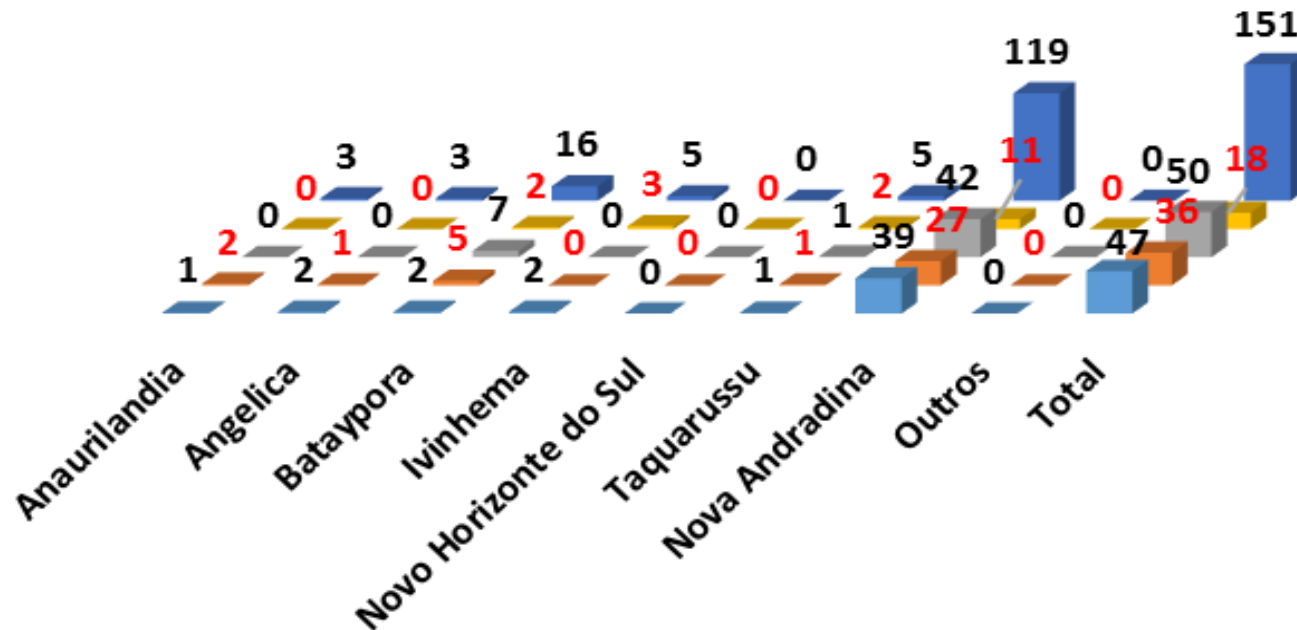 3 3 16 5 0 5 119 0 151
0 0 2 3 0 2 11 0 18
0 0 7 0 0 1 42 0 50
2 1 5 0 0 1 27 0 36
1 2 2 2 0 1 39 0 47
Anaurilandia
Angelica
Bataypora
Ivinhema
Novo Horizonte do Sul
Taquarussu
Nova Andradina
Outros
Total